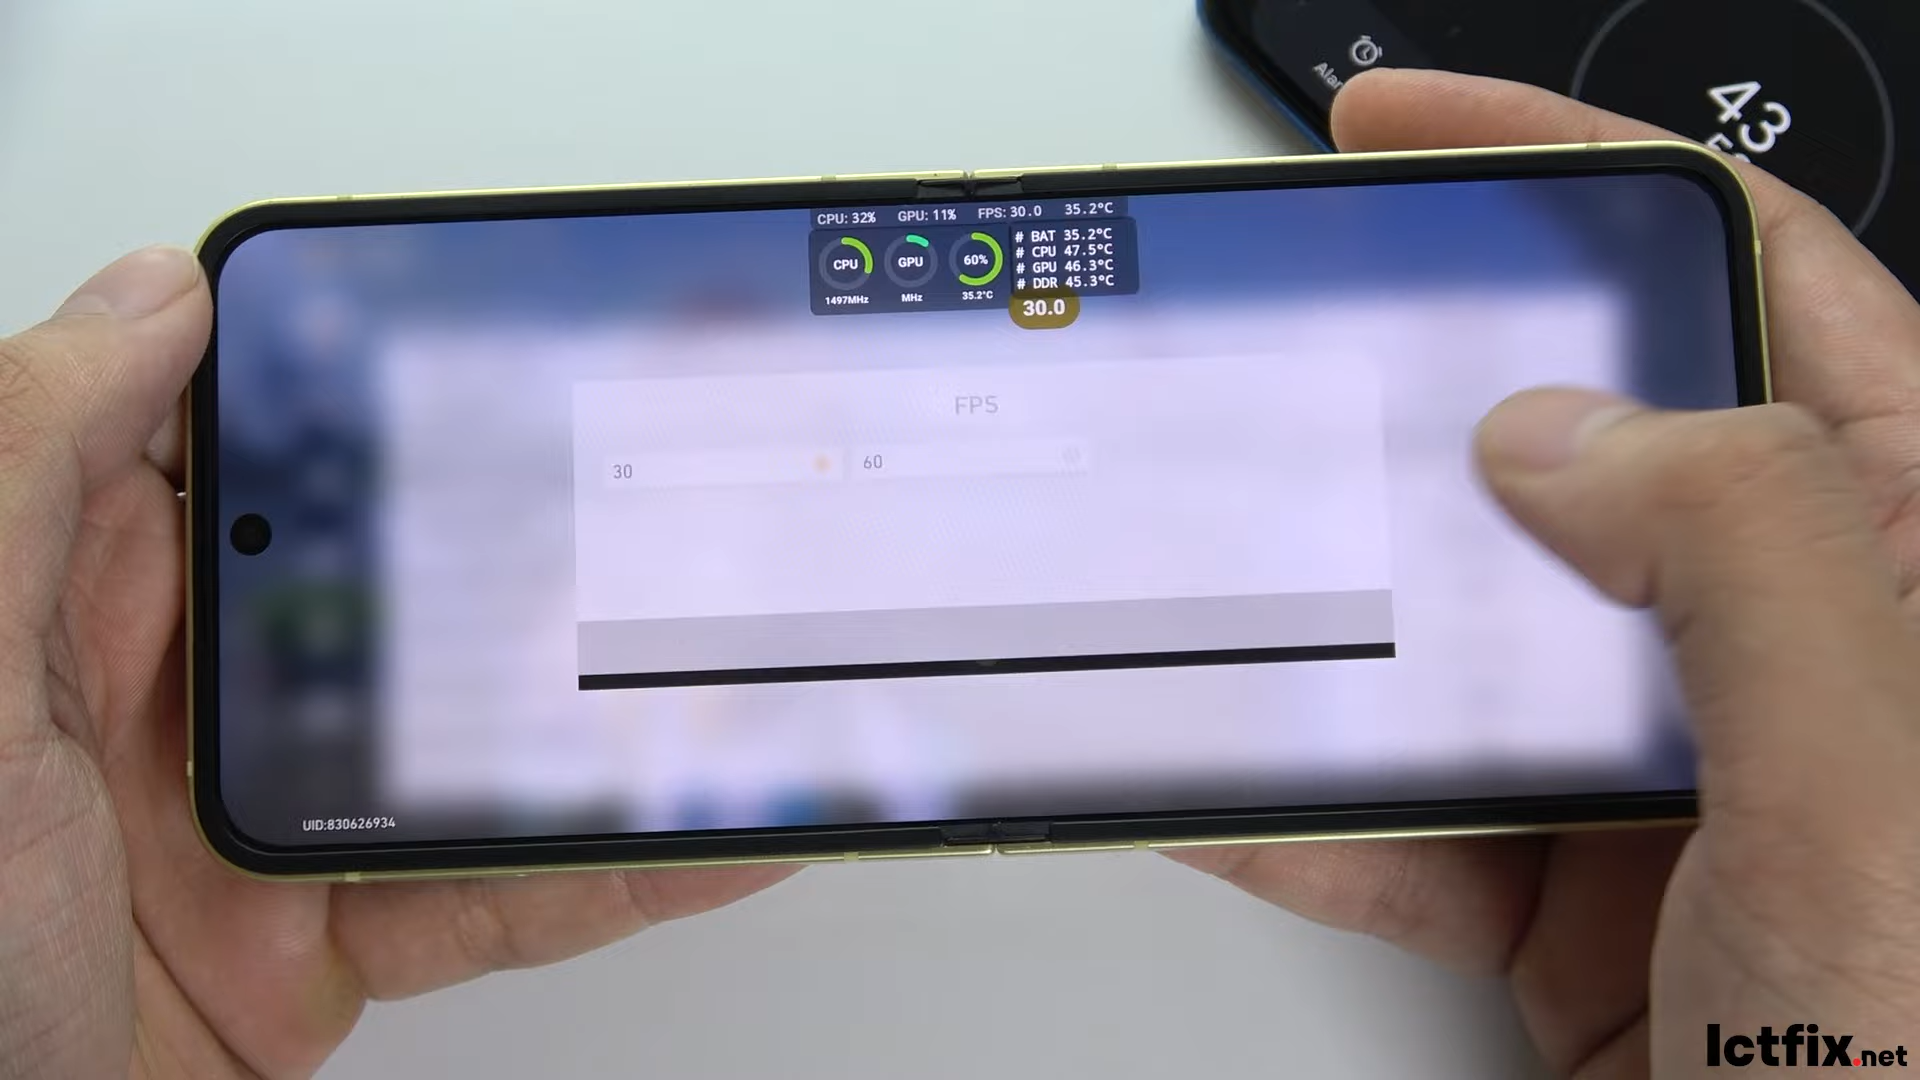 Alar
43
CPU: 32% GPU: 11% FPS: 30.0 35.2°C
CPU GPU 60%
1497MHz MHz 35.2°C
# BAT 35.2°C
# CPU 47.5°C
# GPU 46.3°C
# DDR 45.3°C
30.0
FPS
30 60
UID:830626934
Ictfix.net